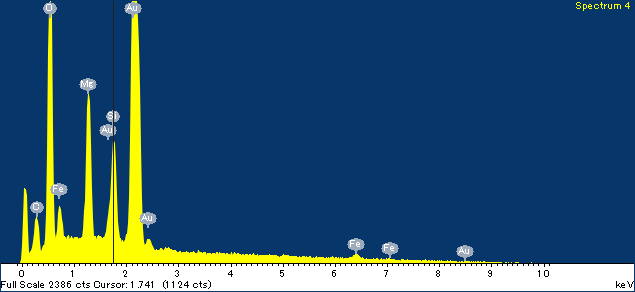 Spectrum 4
O Au
Mg
Si
Au
Fe
C Au
Fe Fe Au
0 1 2 3 4 5 6 7 8 9 10
Full Scale 2386 cts Cursor: 1.741 (1124 cts) keV